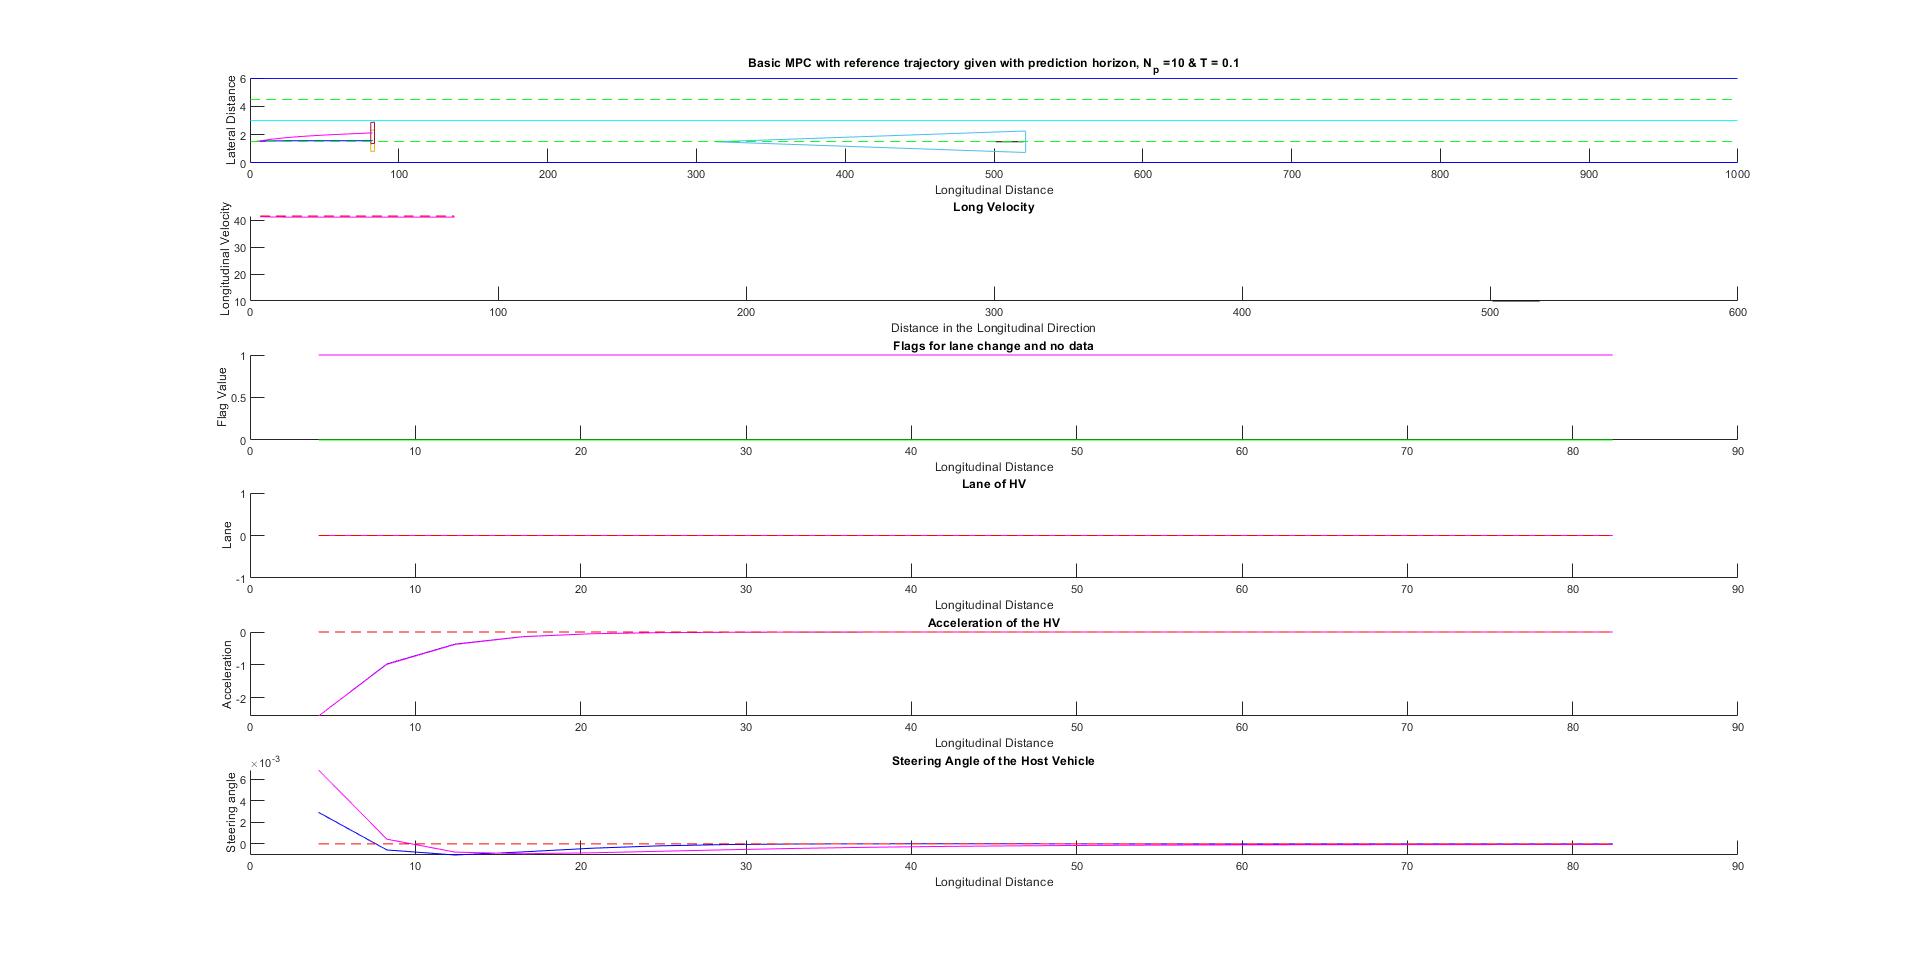 Basic MPC with reference trajectory given with prediction horizon, N_p =10 & T = 0.1
Lateral Distance
6
4
2
0
0 100 200 300 400 500 600 700 800 900 1000
Longitudinal Distance
Long Velocity
Longitudinal Velocity
40
30
20
10
0 100 200 300 400 500 600
Distance in the Longitudinal Direction
Flags for lane change and no data
Flag Value
1
0.5
0
0 10 20 30 40 50 60 70 80 90
Longitudinal Distance
Lane of HV
Lane
1
0
-1
0 10 20 30 40 50 60 70 80 90
Longitudinal Distance
Acceleration of the HV
Acceleration
0
-1
-2
0 10 20 30 40 50 60 70 80 90
Longitudinal Distance
Steering Angle of the Host Vehicle
×10^-3
Steering angle
6
4
2
0
0 10 20 30 40 50 60 70 80 90
Longitudinal Distance